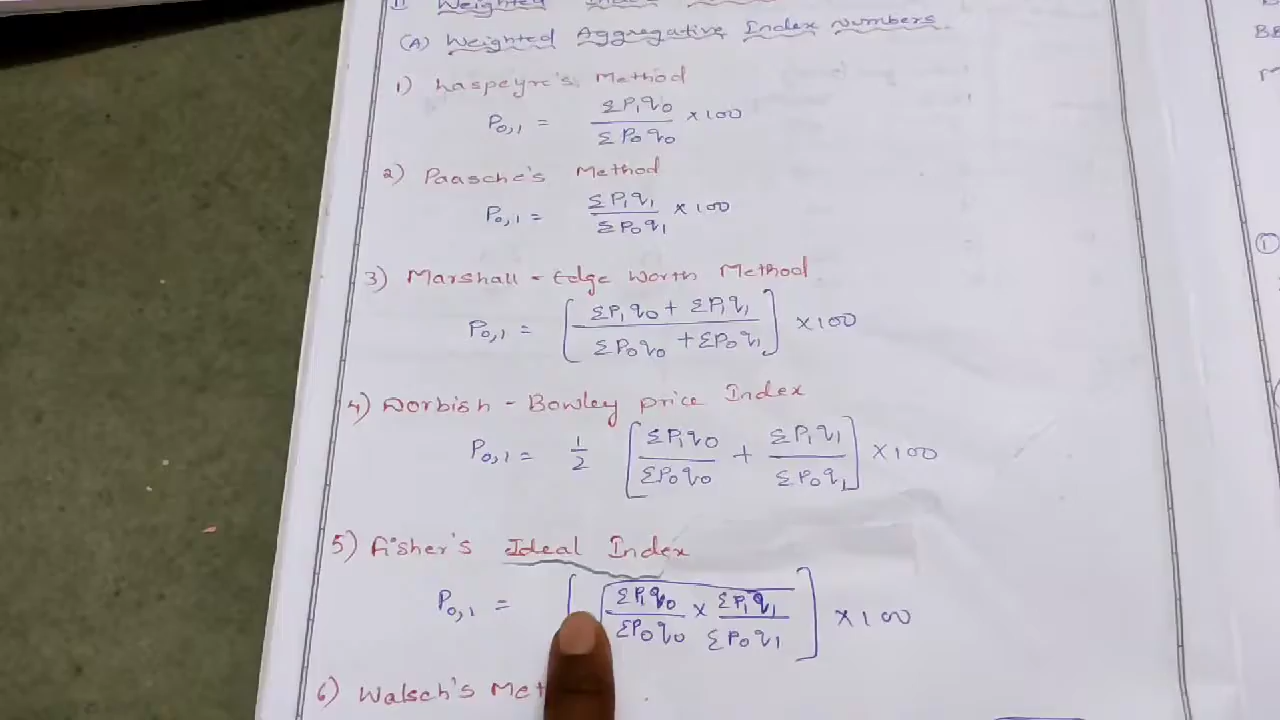 II Weighted
(A) Weighted Aggregative Index Numbers
1) Laspeyre's Method
P₀,₁ = ΣP₁q₀ / ΣP₀q₀ × 100
2) Paasche's Method
P₀,₁ = ΣP₁q₁ / ΣP₀q₁ × 100
3) Marshall - Edge worth Method
P₀,₁ = [ (ΣP₁q₀ + ΣP₁q₁) / (ΣP₀q₀ + ΣP₀q₁) ] × 100
4) Dorbish - Bowley price Index
P₀,₁ = 1/2 [ ΣP₁q₀ / ΣP₀q₀ + ΣP₁q₁ / ΣP₀q₁ ] × 100
5) Fisher's Ideal Index
P₀,₁ = [ √( ΣP₁q₀ / ΣP₀q₀ × ΣP₁q₁ / ΣP₀q₁ ) ] × 100
6) Walsch's Met
①